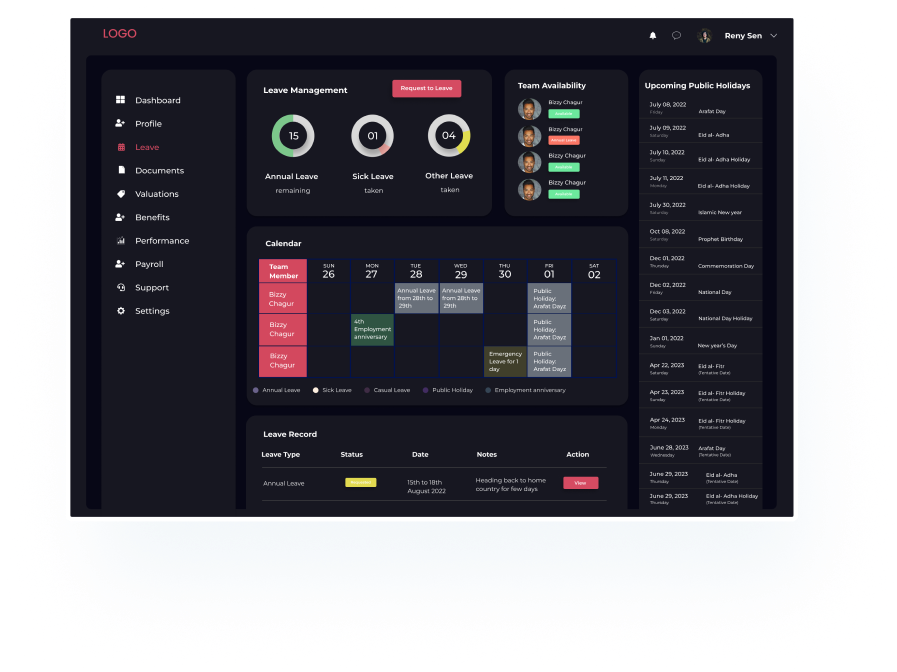 LOGO
Reny Sen
Dashboard
Profile
Leave
Documents
Valuations
Benefits
Performance
Payroll
Support
Settings
Leave Management
Request to Leave
15
01
04
Annual Leave
Sick Leave
Other Leave
remaining
taken
taken
Team Availability
Bizzy Chagur
Bizzy Chagur
Annual Leave
Bizzy Chagur
Bizzy Chagur
Upcoming Public Holidays
July 08, 2022
Friday
Arafat Day
July 09, 2022
Saturday
Eid al- Adha
July 10, 2022
Sunday
Eid al- Adha Holiday
July 11, 2022
Monday
Eid al- Adha Holiday
July 30, 2022
Saturday
Islamic New year
Oct 08, 2022
Saturday
Prophet Birthday
Dec 01, 2022
Thursday
Commemoration Day
Dec 02, 2022
Friday
National Day
Dec 03, 2022
Saturday
National Day Holiday
Jan 01, 2022
Sunday
New year's Day
Apr 22, 2023
Saturday
Eid al- Fitr
(Tentative Date)
Apr 23, 2023
Sunday
Eid al- Fitr Holiday
(Tentative Date)
Apr 24, 2023
Monday
Eid al- Fitr Holiday
(Tentative Date)
June 28, 2023
Wednesday
Arafat Day
(Tentative Date)
June 29, 2023
Thursday
Eid al- Adha
(Tentative Date)
June 29, 2023
Thursday
Eid al- Adha Holiday
(Tentative Date)
Calendar
Team
Member
SUN
26
MON
27
TUE
28
WED
29
THU
30
FRI
01
SAT
02
Bizzy
Chagur
Annual Leave
from 28th to
29th
Annual Leave
from 28th to
29th
Public
Holiday:
Arafat Dayz
Bizzy
Chagur
4th
Employment
anniversary
Public
Holiday:
Arafat Dayz
Bizzy
Chagur
Emergency
Leave for 1
day
Public
Holiday:
Arafat Dayz
Annual Leave
Sick Leave
Casual Leave
Public Holiday
Employment anniversary
Leave Record
Leave Type
Status
Date
Notes
Action
Annual Leave
15th to 18th
August 2022
Heading back to home
country for few days
View